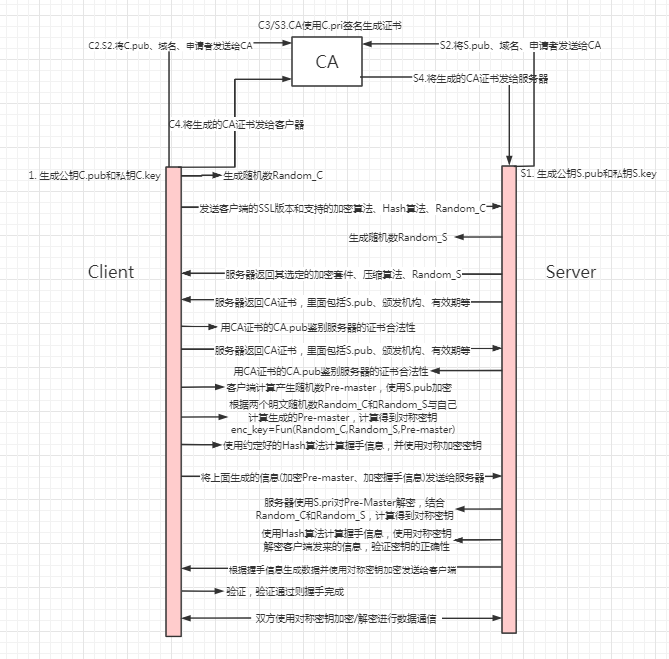 C3/S3.CA使用C.pri签名生成证书
C2.S2.将C.pub、域名、申请者发送给CA
S2.将S.pub、域名、申请者发送给CA
CA
S4.将生成的CA证书发给服务器
C4.将生成的CA证书发给客户器
1. 生成公钥C.pub和私钥C.key
生成随机数Random_C
S1. 生成公钥S.pub和私钥S.key
发送客户端的SSL版本和支持的加密算法、Hash算法、Random_C
生成随机数Random_S
Client
Server
服务器返回其选定的加密套件、压缩算法、Random_S
服务器返回CA证书，里面包括S.pub、颁发机构、有效期等
用CA证书的CA.pub鉴别服务器的证书合法性
服务器返回CA证书，里面包括S.pub、颁发机构、有效期等
用CA证书的CA.pub鉴别服务器的证书合法性
客户端计算产生随机数Pre-master，使用S.pub加密
根据两个明文随机数Random_C和Random_S与自己
计算生成的Pre-master，计算得到对称密钥
enc_key=Fun(Random_C,Random_S,Pre-master)
使用约定好的Hash算法计算握手信息，并使用对称加密密钥
将上面生成的信息(加密Pre-master、加密握手信息)发送给服务器
服务器使用S.pri对Pre-Master解密，结合
Random_C和Random_S，计算得到对称密钥
使用Hash算法计算握手信息，使用对称密钥
解密客户端发来的信息，验证密钥的正确性
根据握手信息生成数据并使用对称密钥加密发送给客户端
验证，验证通过则握手完成
双方使用对称密钥加密/解密进行数据通信